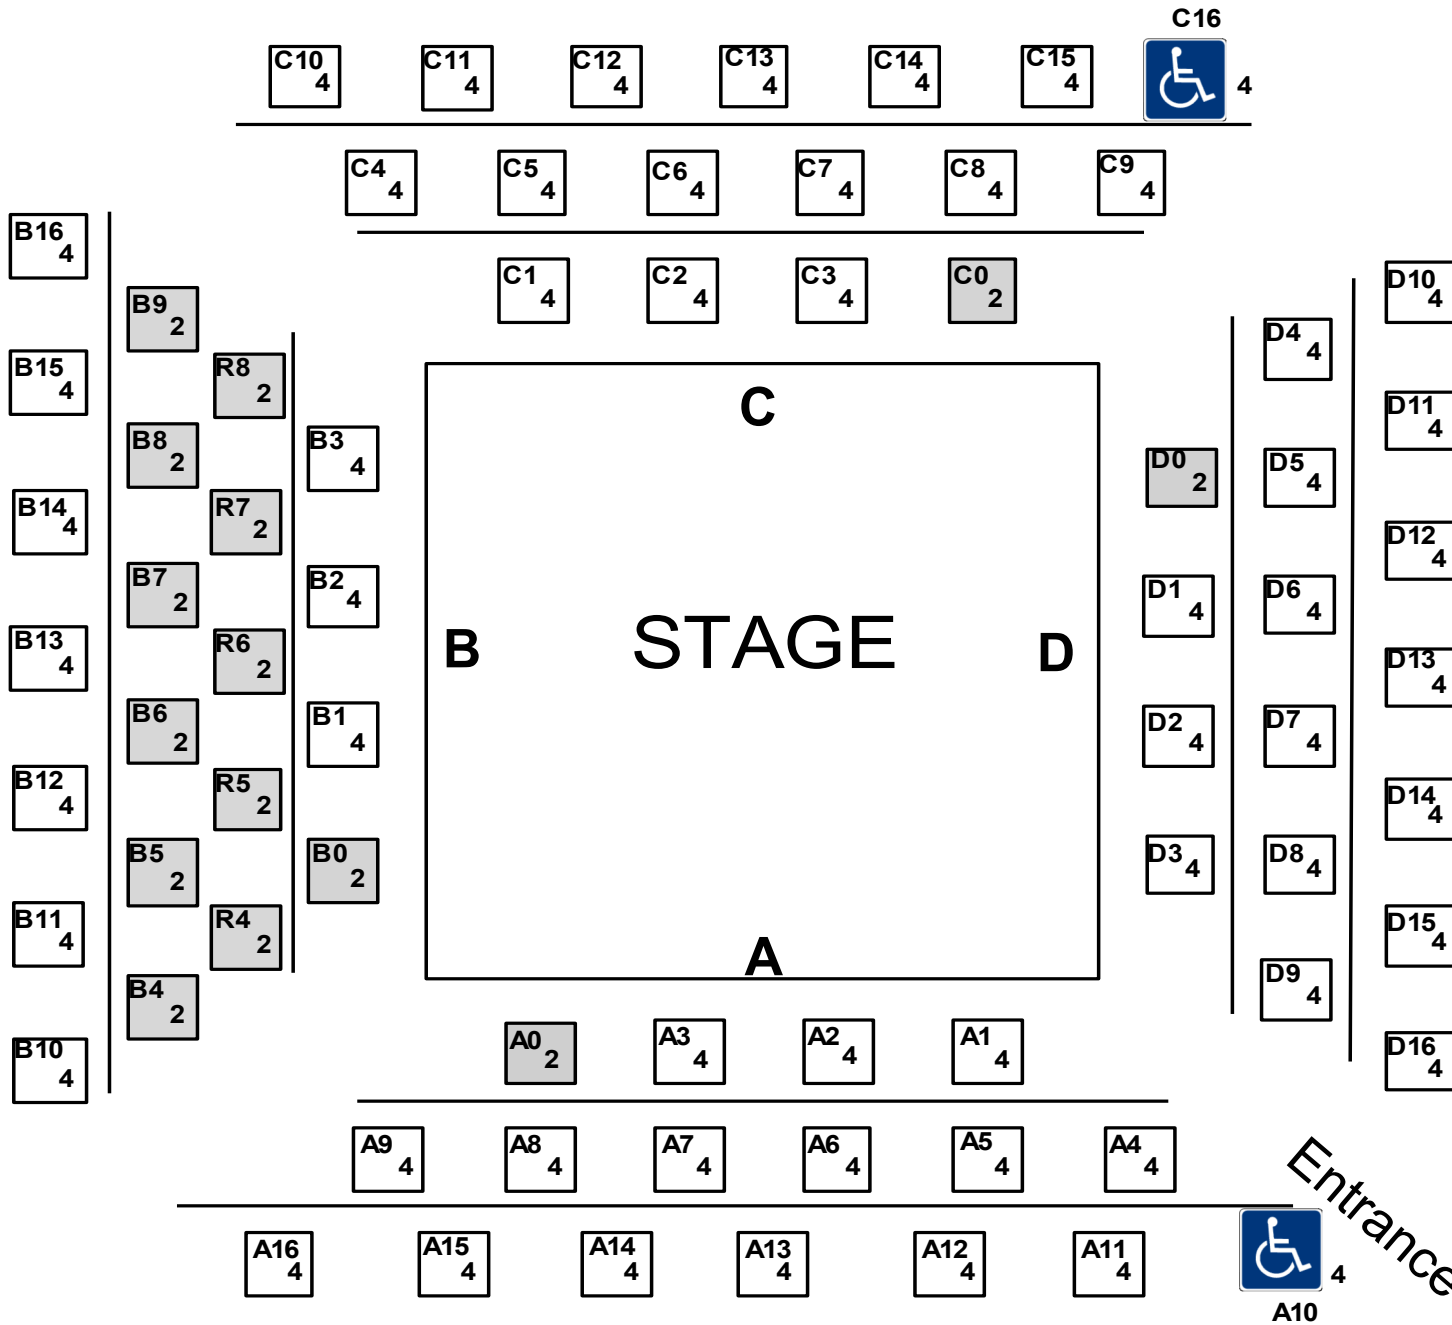 C16
C10 4
C11 4
C12 4
C13 4
C14 4
C15 4
4
C4 4
C5 4
C6 4
C7 4
C8 4
C9 4
C1 4
C2 4
C3 4
C0 2
B16 4
B15 4
B14 4
B13 4
B12 4
B11 4
B10 4
B9 2
B8 2
B7 2
B6 2
B5 2
B4 2
R8 2
R7 2
R6 2
R5 2
R4 2
B3 4
B2 4
B1 4
B0 2
C
B
STAGE
D
A
D0 2
D1 4
D2 4
D3 4
D4 4
D5 4
D6 4
D7 4
D8 4
D9 4
D10 4
D11 4
D12 4
D13 4
D14 4
D15 4
D16 4
A0 2
A3 4
A2 4
A1 4
A9 4
A8 4
A7 4
A6 4
A5 4
A4 4
Entrance
A16 4
A15 4
A14 4
A13 4
A12 4
A11 4
4
A10